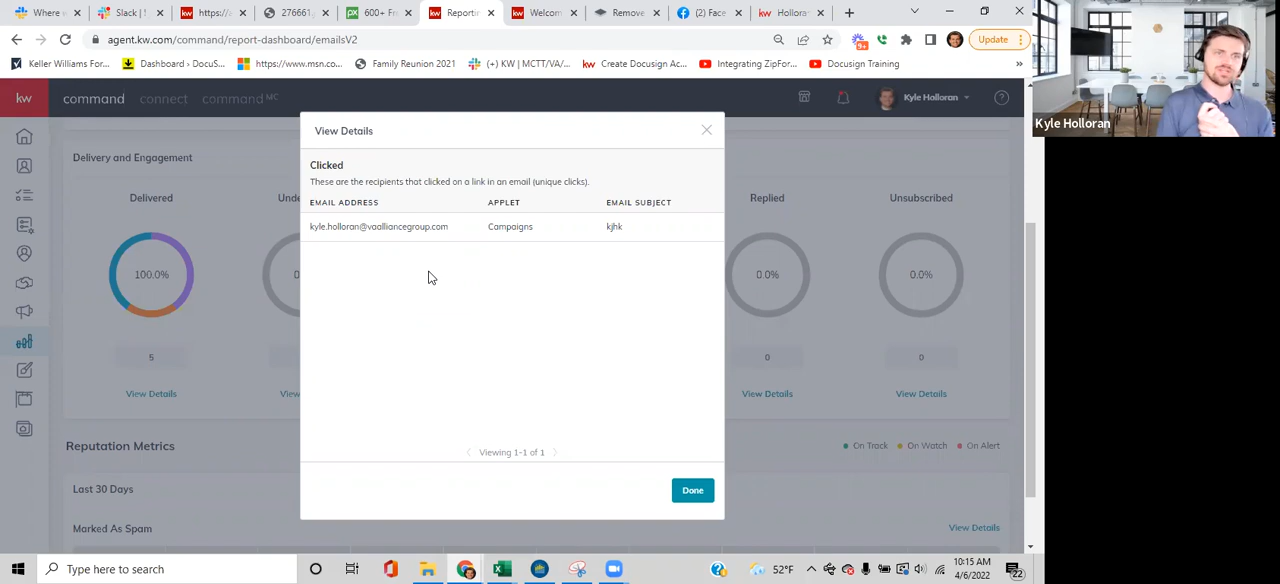 Where e
Slack | !
https://
276661,
600+ Fr
Reportin
Welcom
Remove
(2) Face
Hollora
agent.kw.com/command/report-dashboard/emailsV2
9+
Update
Keller Williams For...
Dashboard › DocuS...
https://www.msn.co...
Family Reunion 2021
(+) KW | MCTT/VA/...
Create Docusign Ac...
Integrating ZipFor...
Docusign Training
»
kw
command
connect
command MC
Kyle Holloran
Kyle Holloran
View Details
Delivery and Engagement
Clicked
These are the recipients that clicked on a link in an email (unique clicks).
EMAIL ADDRESS
APPLET
EMAIL SUBJECT
kyle.holloran@vaalliancegroup.com
Campaigns
kjhk
Delivered
Unde
Replied
Unsubscribed
100.0%
0
0.0%
0.0%
5
0
0
View Details
View
View Details
View Details
Viewing 1-1 of 1
Done
Reputation Metrics
On Track
On Watch
On Alert
Last 30 Days
Marked As Spam
View Details
Type here to search
52°F
10:15 AM
4/6/2022
22